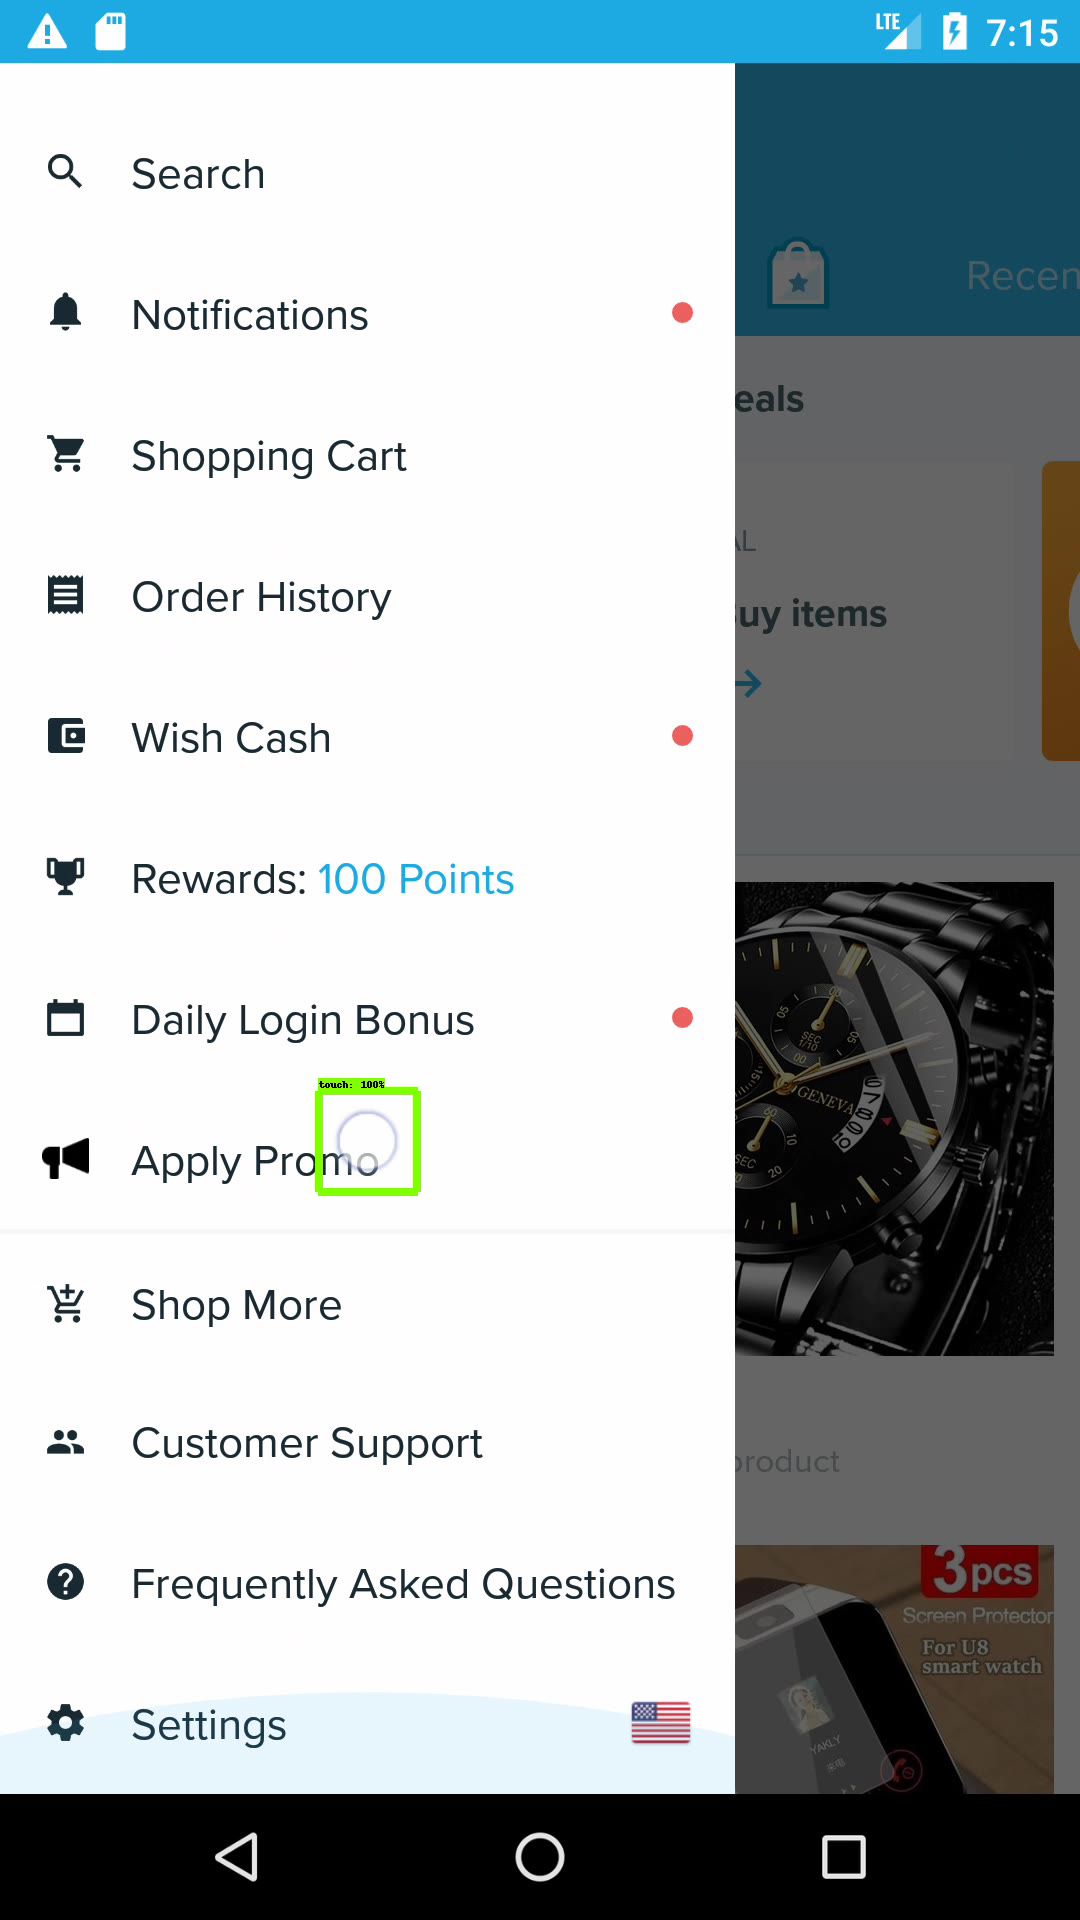 LTE 7:15
Search
Notifications
Recen
Shopping Cart
eals
AL
Order History
uy items
Wish Cash
Rewards: 100 Points
Daily Login Bonus
touch: 100%
Apply Promo
GENEVA
Shop More
Customer Support
product
Frequently Asked Questions
3pcs
Screen Protector
For U8
smart watch
YAKLY
Settings